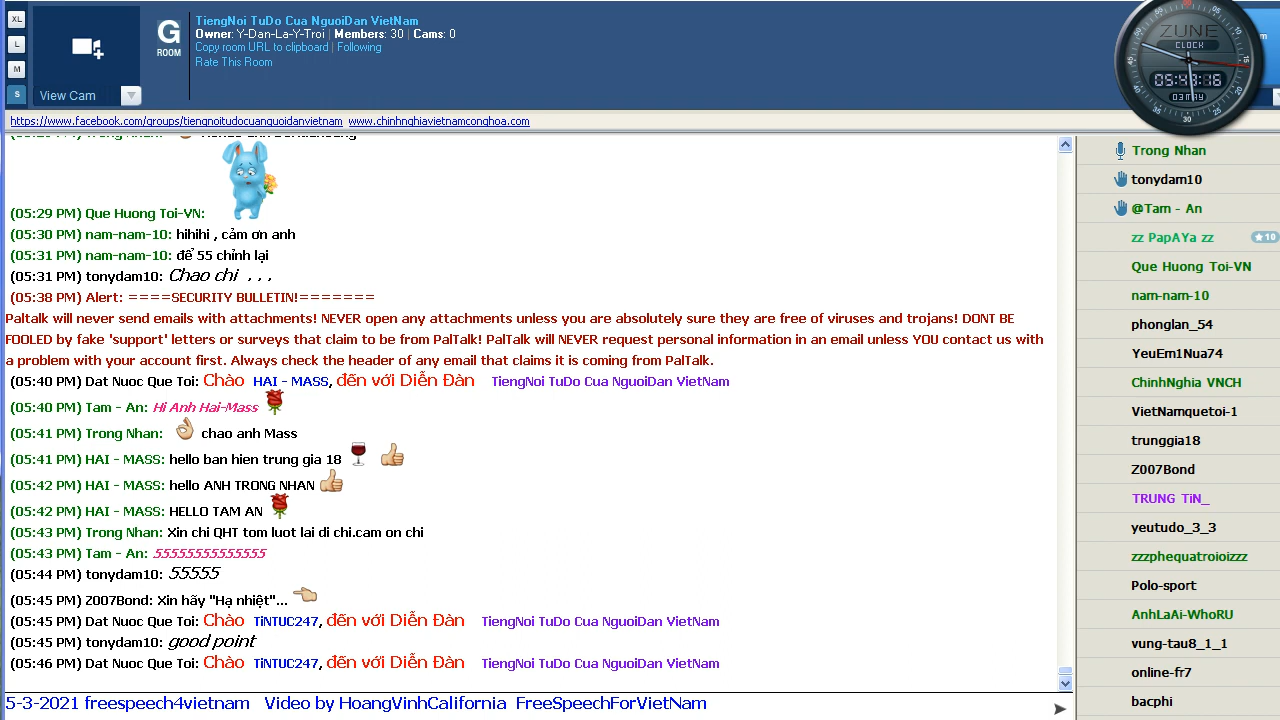 XL
L
M
S
View Cam
G
ROOM
TiengNoi TuDo Cua NguoiDan VietNam
Owner: Y-Dan-La-Y-Troi | Members: 30 | Cams: 0
Copy room URL to clipboard | Following
Rate This Room
ZUNE
CLOCK
03 MAY
https://www.facebook.com/groups/tiengnoitudocuanguoidanvietnam www.chinhnghiavietnamconghoa.com
(05:29 PM) Que Huong Toi-VN:
(05:30 PM) nam-nam-10: hihihi , cảm ơn anh
(05:31 PM) nam-nam-10: để 55 chỉnh lại
(05:31 PM) tonydam10: Chao chi . . .
(05:38 PM) Alert: ====SECURITY BULLETIN!=======
Paltalk will never send emails with attachments! NEVER open any attachments unless you are absolutely sure they are free of viruses and trojans! DONT BE
FOOLED by fake 'support' letters or surveys that claim to be from PalTalk! PalTalk will NEVER request personal information in an email unless YOU contact us with
a problem with your account first. Always check the header of any email that claims it is coming from PalTalk.
(05:40 PM) Dat Nuoc Que Toi: Chào HAI - MASS, đến với Diễn Đàn TiengNoi TuDo Cua NguoiDan VietNam
(05:40 PM) Tam - An: Hi Anh Hai-Mass
(05:41 PM) Trong Nhan: chao anh Mass
(05:41 PM) HAI - MASS: hello ban hien trung gia 18
(05:42 PM) HAI - MASS: hello ANH TRONG NHAN
(05:42 PM) HAI - MASS: HELLO TAM AN
(05:43 PM) Trong Nhan: Xin chi QHT tom luot lai di chi.cam on chi
(05:43 PM) Tam - An: 55555555555555
(05:44 PM) tonydam10: 55555
(05:45 PM) Z007Bond: Xin hãy "Hạ nhiệt"...
(05:45 PM) Dat Nuoc Que Toi: Chào TiNTUC247, đến với Diễn Đàn TiengNoi TuDo Cua NguoiDan VietNam
(05:45 PM) tonydam10: good point
(05:46 PM) Dat Nuoc Que Toi: Chào TiNTUC247, đến với Diễn Đàn TiengNoi TuDo Cua NguoiDan VietNam
5-3-2021 freespeech4vietnam Video by HoangVinhCalifornia FreeSpeechForVietNam
Trong Nhan
tonydam10
@Tam - An
zz PapAYa zz
10
Que Huong Toi-VN
nam-nam-10
phonglan_54
YeuEm1Nua74
ChinhNghia VNCH
VietNamquetoi-1
trunggia18
Z007Bond
TRUNG TiN_
yeutudo_3_3
zzzphequatroioizzz
Polo-sport
AnhLaAi-WhoRU
vung-tau8_1_1
online-fr7
bacphi